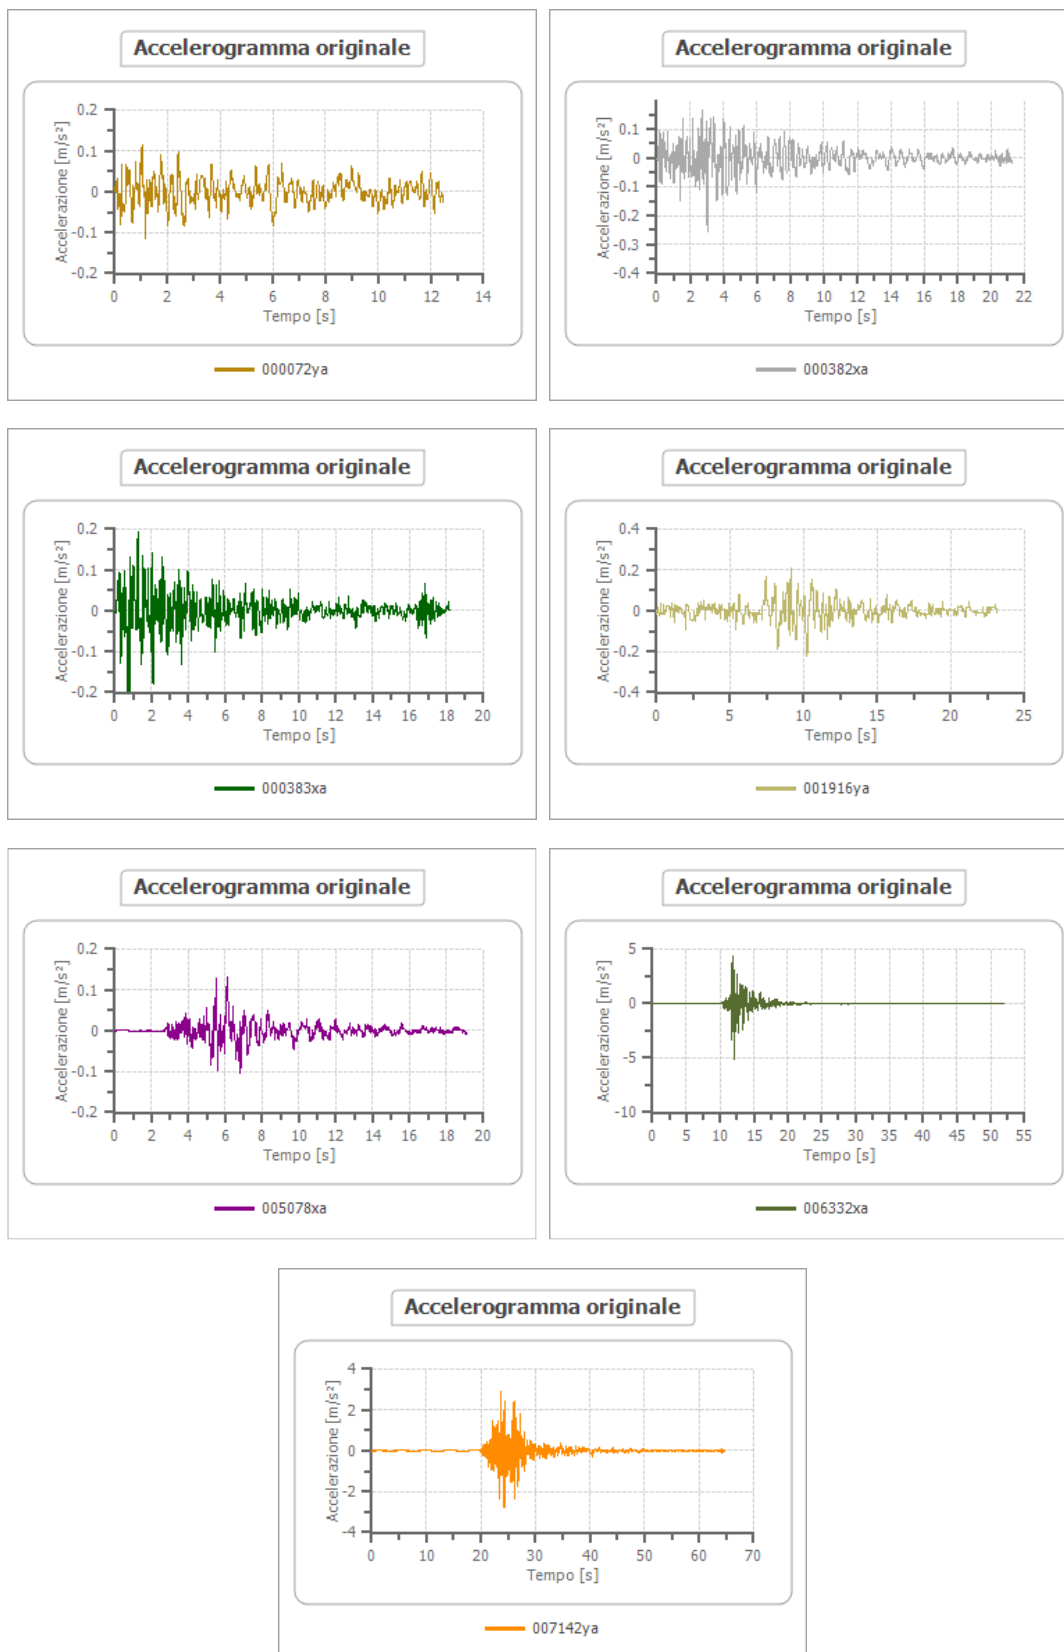 Accelerogramma originale
Accelerazione [m/s²]
0.2
0.1
0
-0.1
-0.2
0 2 4 6 8 10 12 14
Tempo [s]
000072ya
Accelerogramma originale
Accelerazione [m/s²]
0.1
0
-0.1
-0.2
-0.3
-0.4
0 2 4 6 8 10 12 14 16 18 20 22
Tempo [s]
000382xa
Accelerogramma originale
Accelerazione [m/s²]
0.2
0.1
0
-0.1
-0.2
0 2 4 6 8 10 12 14 16 18 20
Tempo [s]
000383xa
Accelerogramma originale
Accelerazione [m/s²]
0.4
0.2
0
-0.2
-0.4
0 5 10 15 20 25
Tempo [s]
001916ya
Accelerogramma originale
Accelerazione [m/s²]
0.2
0.1
0
-0.1
-0.2
0 2 4 6 8 10 12 14 16 18 20
Tempo [s]
005078xa
Accelerogramma originale
Accelerazione [m/s²]
5
0
-5
-10
0 5 10 15 20 25 30 35 40 45 50 55
Tempo [s]
006332xa
Accelerogramma originale
Accelerazione [m/s²]
4
2
0
-2
-4
0 10 20 30 40 50 60 70
Tempo [s]
007142ya